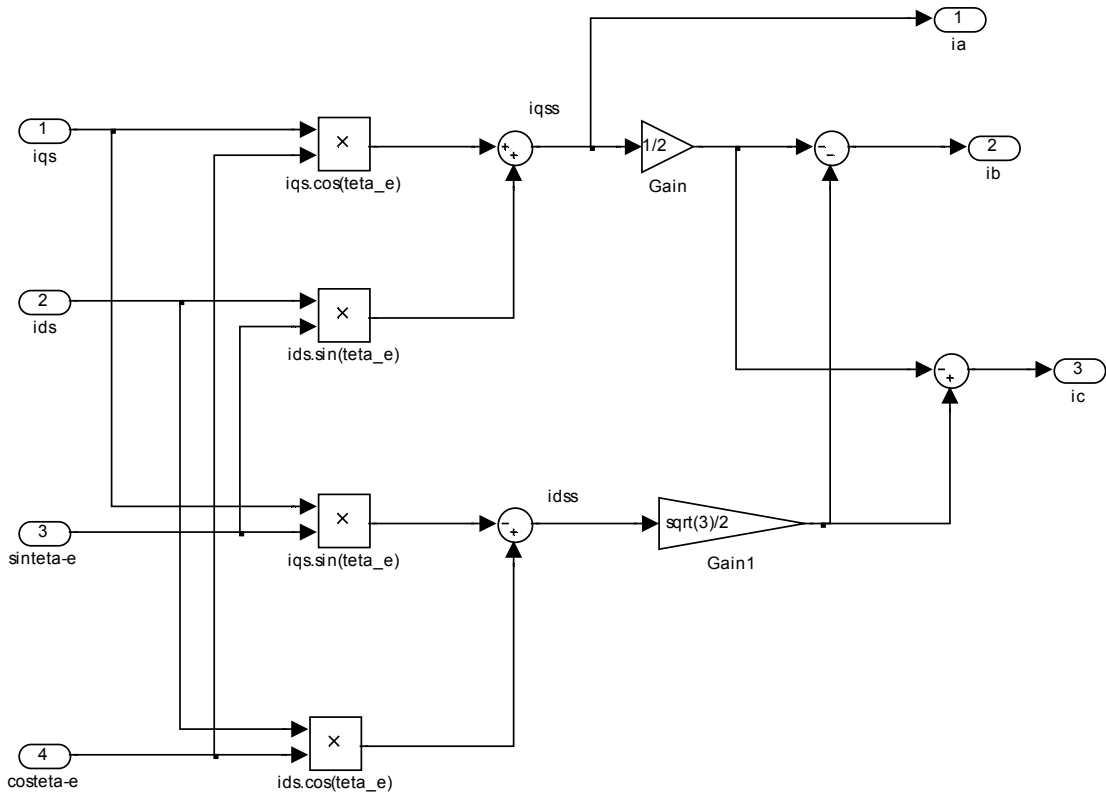 1
ia
iqss
1
iqs
×
iqs.cos(teta_e)
+
+
1/2
Gain
−
−
2
ib
2
ids
×
ids.sin(teta_e)
−
+
3
ic
3
sinteta-e
×
iqs.sin(teta_e)
idss
−
+
sqrt(3)/2
Gain1
4
costeta-e
×
ids.cos(teta_e)